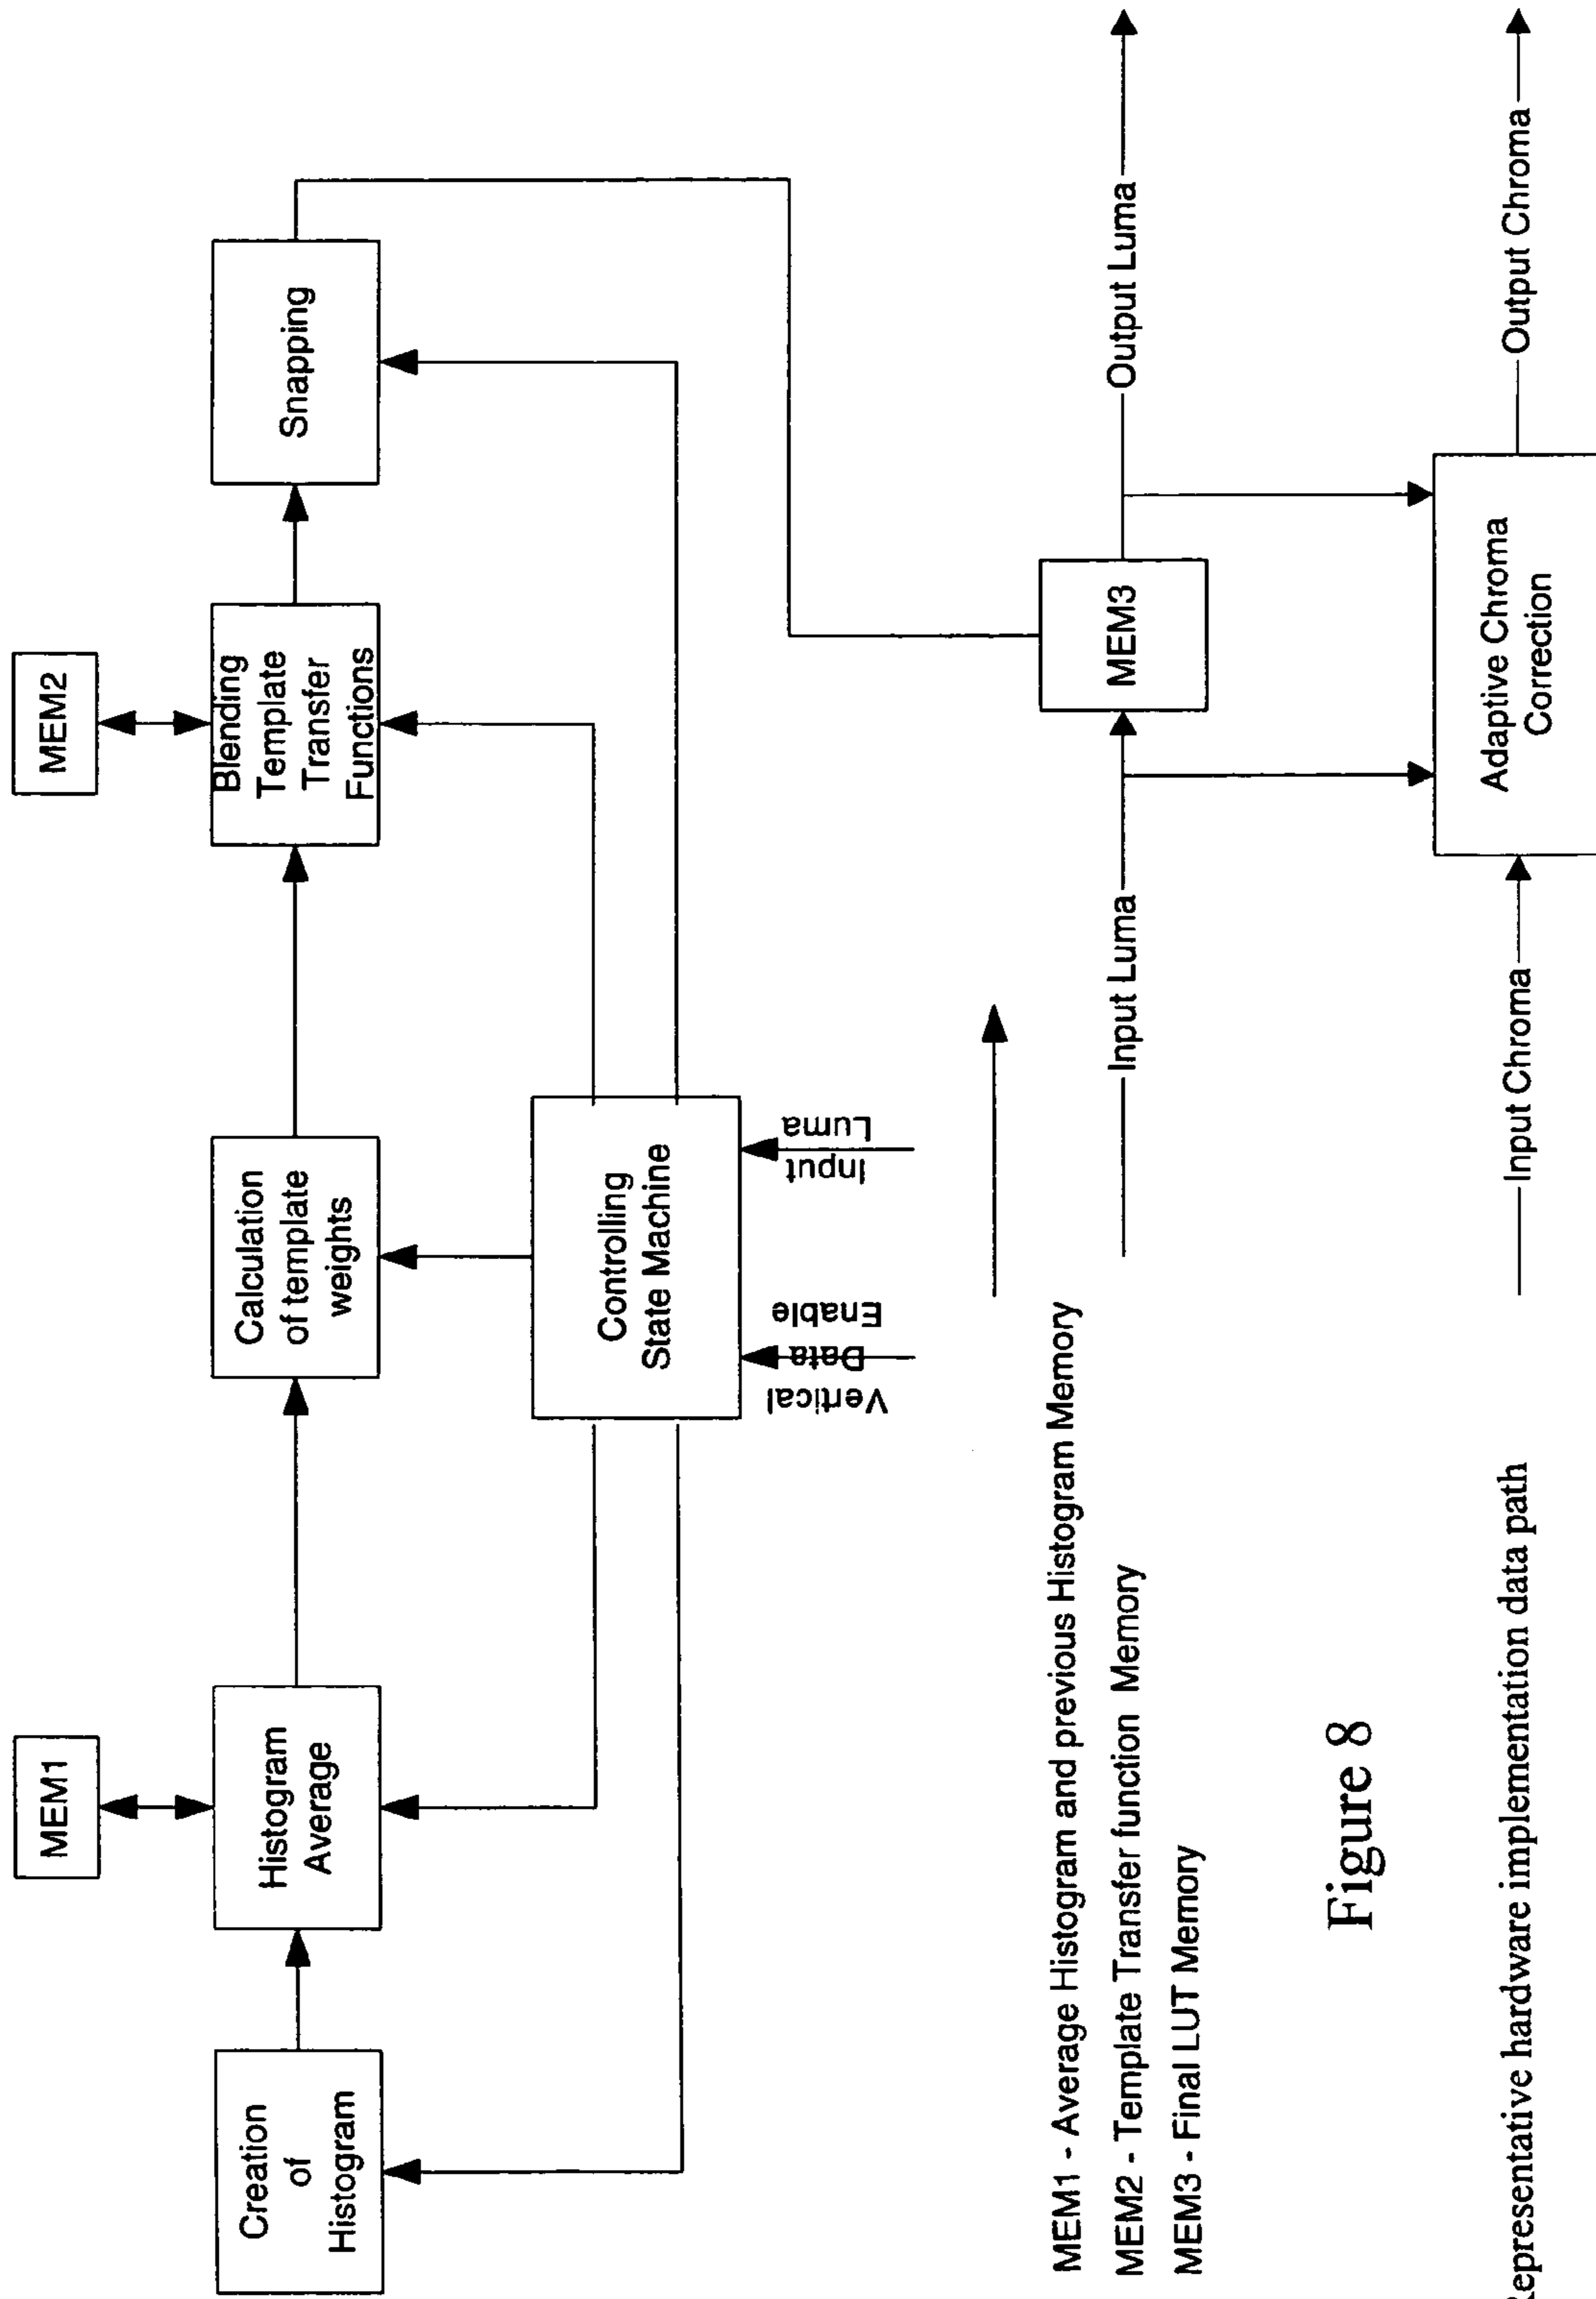 MEM1
MEM2
Creation
of
Histogram
Histogram
Average
Calculation
of template
weights
Blending
Template
Transfer
Functions
Snapping
Controlling
State Machine
Vertical
Data
Enable
Input
Luma
MEM1 - Average Histogram and previous Histogram Memory
MEM2 - Template Transfer function Memory
MEM3 - Final LUT Memory
Input Luma
MEM3
Output Luma
Input Chroma
Adaptive Chroma
Correction
Output Chroma
Figure 8
Representative hardware implementation data path